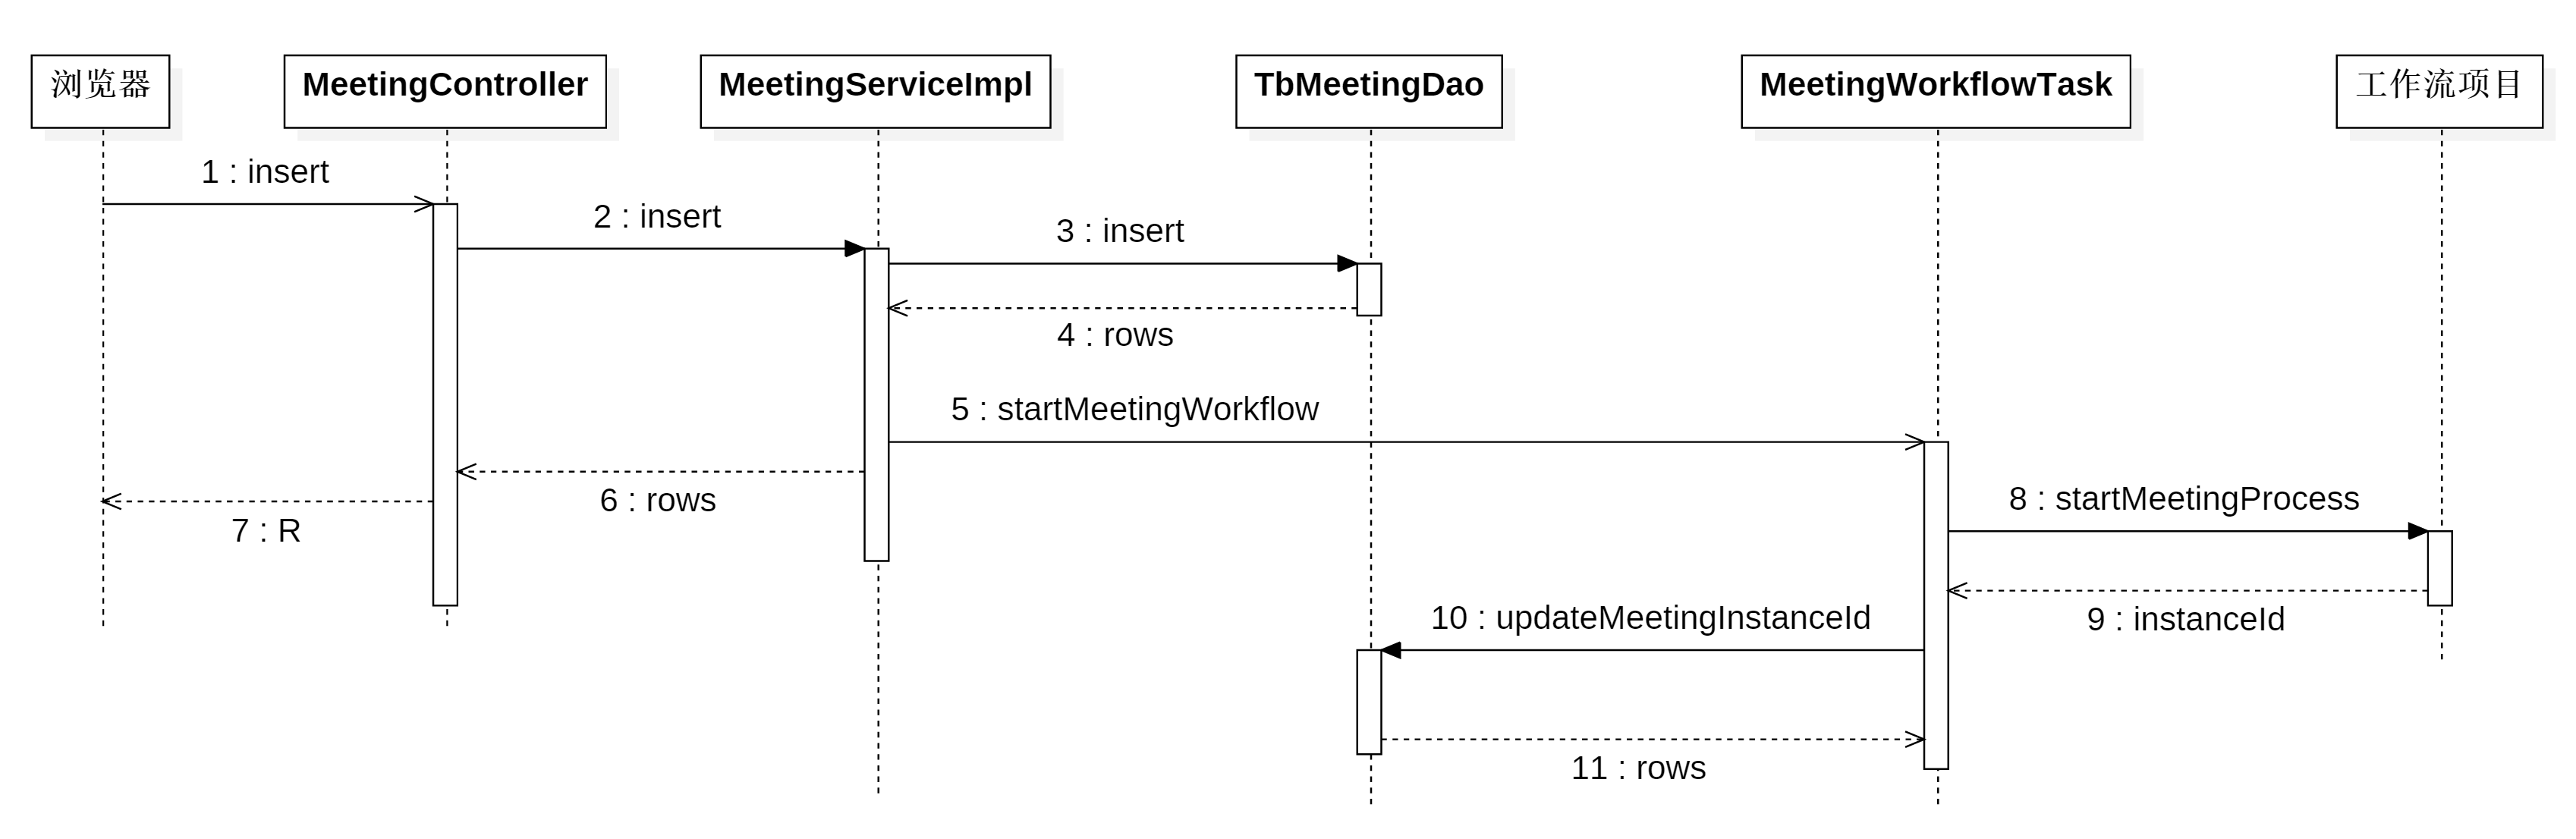 浏览器
MeetingController
MeetingServiceImpl
TbMeetingDao
MeetingWorkflowTask
工作流项目
1 : insert
2 : insert
3 : insert
4 : rows
5 : startMeetingWorkflow
6 : rows
7 : R
8 : startMeetingProcess
9 : instanceId
10 : updateMeetingInstanceId
11 : rows